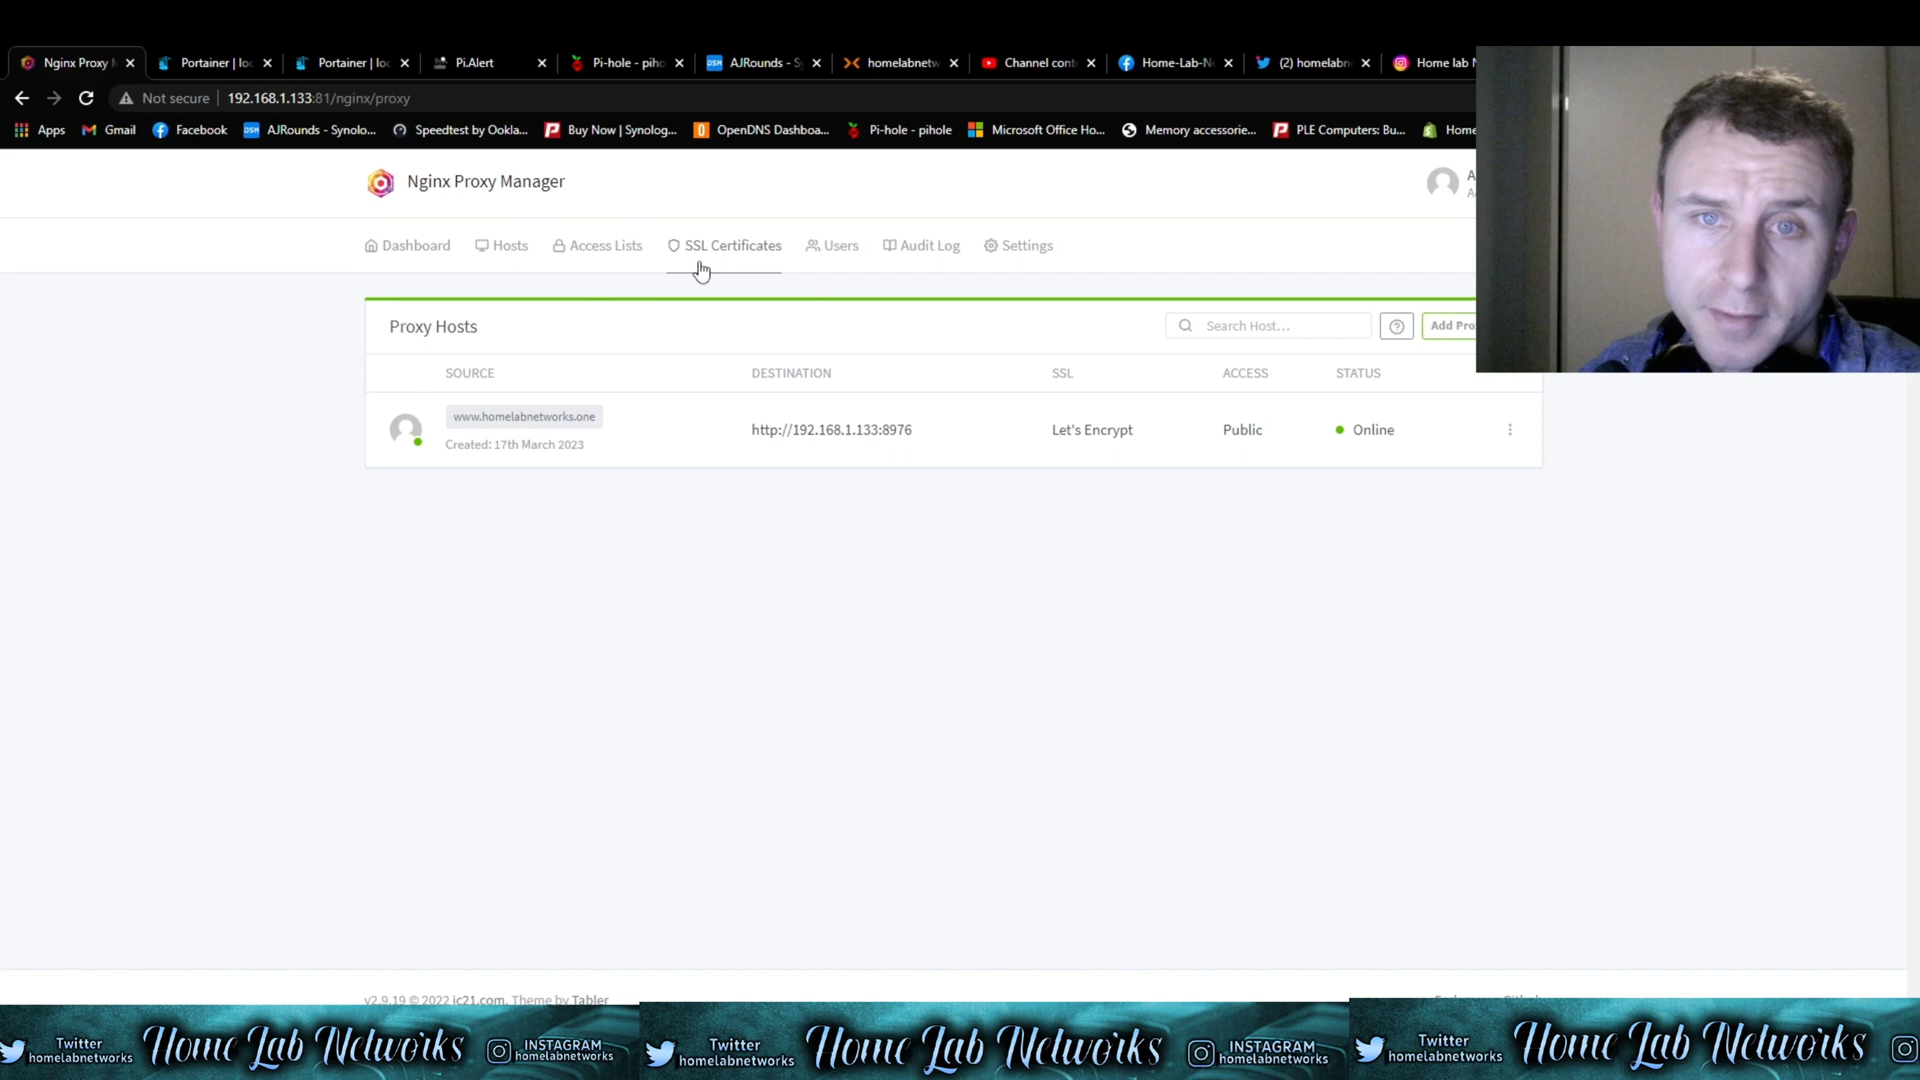 Nginx Proxy M
Portainer | loc
Portainer | loc
Pi.Alert
Pi-hole - piho
AJRounds - S
homelabnetw
Channel cont
Home-Lab-N
(2) homelabn
Home lab N
Not secure
192.168.1.133:81/nginx/proxy
Apps
Gmail
Facebook
DSM
AJRounds - Synolo...
Speedtest by Ookla...
Buy Now | Synolog...
OpenDNS Dashboa...
Pi-hole - pihole
Microsoft Office Ho...
Memory accessorie...
PLE Computers: Bu...
Home
Nginx Proxy Manager
A
Dashboard
Hosts
Access Lists
SSL Certificates
Users
Audit Log
Settings
Proxy Hosts
Search Host...
Add Pro
SOURCE
DESTINATION
SSL
ACCESS
STATUS
www.homelabnetworks.one
Created: 17th March 2023
http://192.168.1.133:8976
Let's Encrypt
Public
Online
v2.9.19 © 2022 jc21.com. Theme by Tabler
Twitter
homelabnetworks
Home Lab Networks
INSTAGRAM
homelabnetworks
Twitter
homelabnetworks
Home Lab Networks
INSTAGRAM
homelabnetworks
Twitter
homelabnetworks
Home Lab Networks